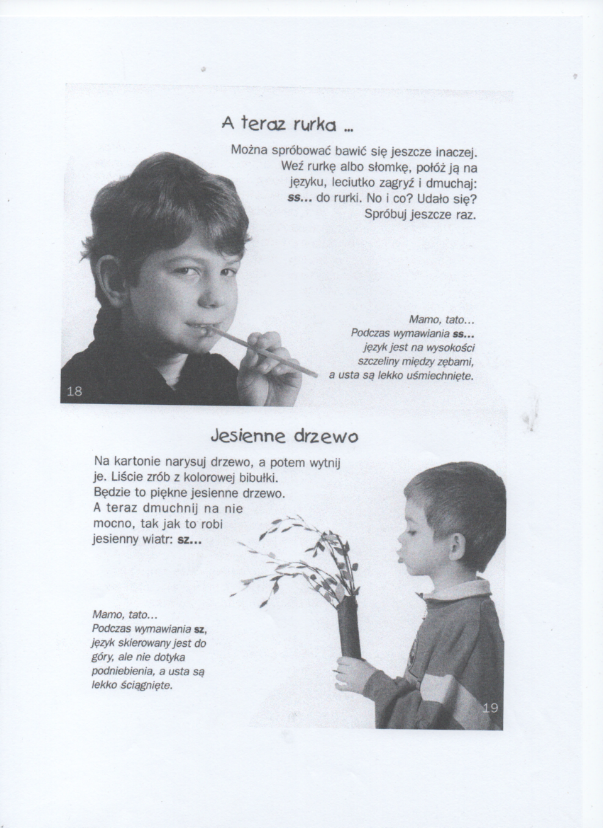 A teraz rurka ...
Można spróbować bawić się jeszcze inaczej.
Weź rurkę albo słomkę, połóż ją na
języku, leciutko zagryź i dmuchaj:
ss... do rurki. No i co? Udało się?
Spróbuj jeszcze raz.
Mamo, tato...
Podczas wymawiania ss...
język jest na wysokości
szczeliny między zębami,
a usta są lekko uśmiechnięte.
18
Jesienne drzewo
Na kartonie narysuj drzewo, a potem wytnij
je. Liście zrób z kolorowej bibułki.
Będzie to piękne jesienne drzewo.
A teraz dmuchnij na nie
mocno, tak jak to robi
jesienny wiatr: sz...
Mamo, tato...
Podczas wymawiania sz,
język skierowany jest do
góry, ale nie dotyka
podniebienia, a usta są
lekko ściągnięte.
19